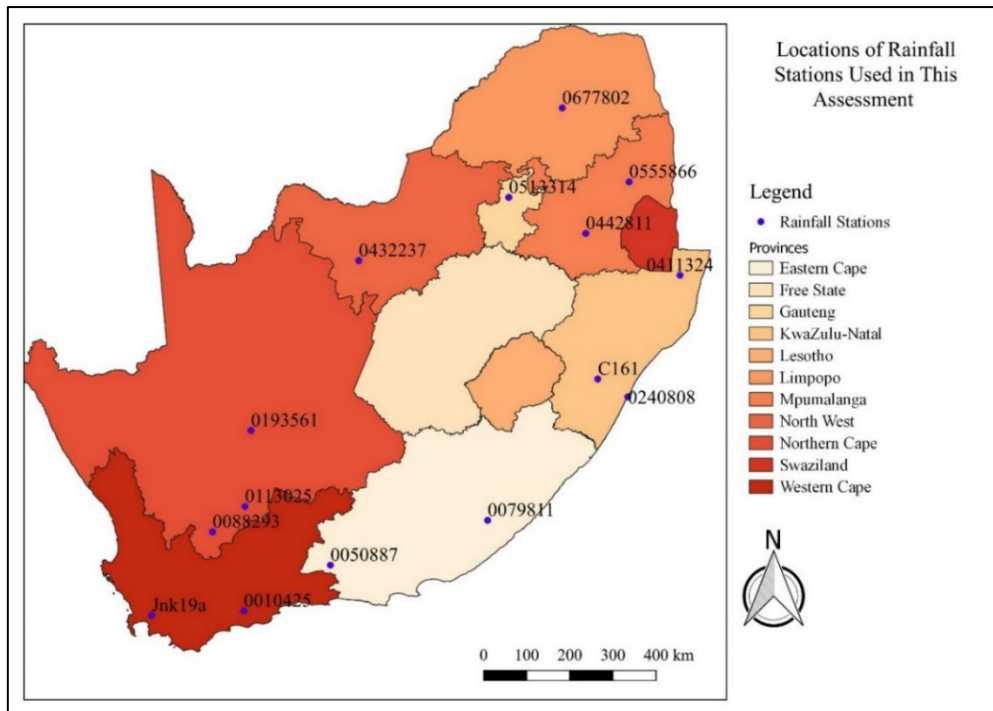 Locations of Rainfall
Stations Used in This
Assessment
0677802
0555866
0513314
0442811
0432237
0411324
C161
0240808
0193561
0113025
0079811
0088293
0050887
Jnk19a
0010425
Legend
Rainfall Stations
Provinces
Eastern Cape
Free State
Gauteng
KwaZulu-Natal
Lesotho
Limpopo
Mpumalanga
North West
Northern Cape
Swaziland
Western Cape
N
0 100 200 300 400 km